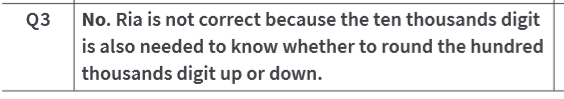 Q3 No. Ria is not correct because the ten thousands digit
is also needed to know whether to round the hundred
thousands digit up or down.